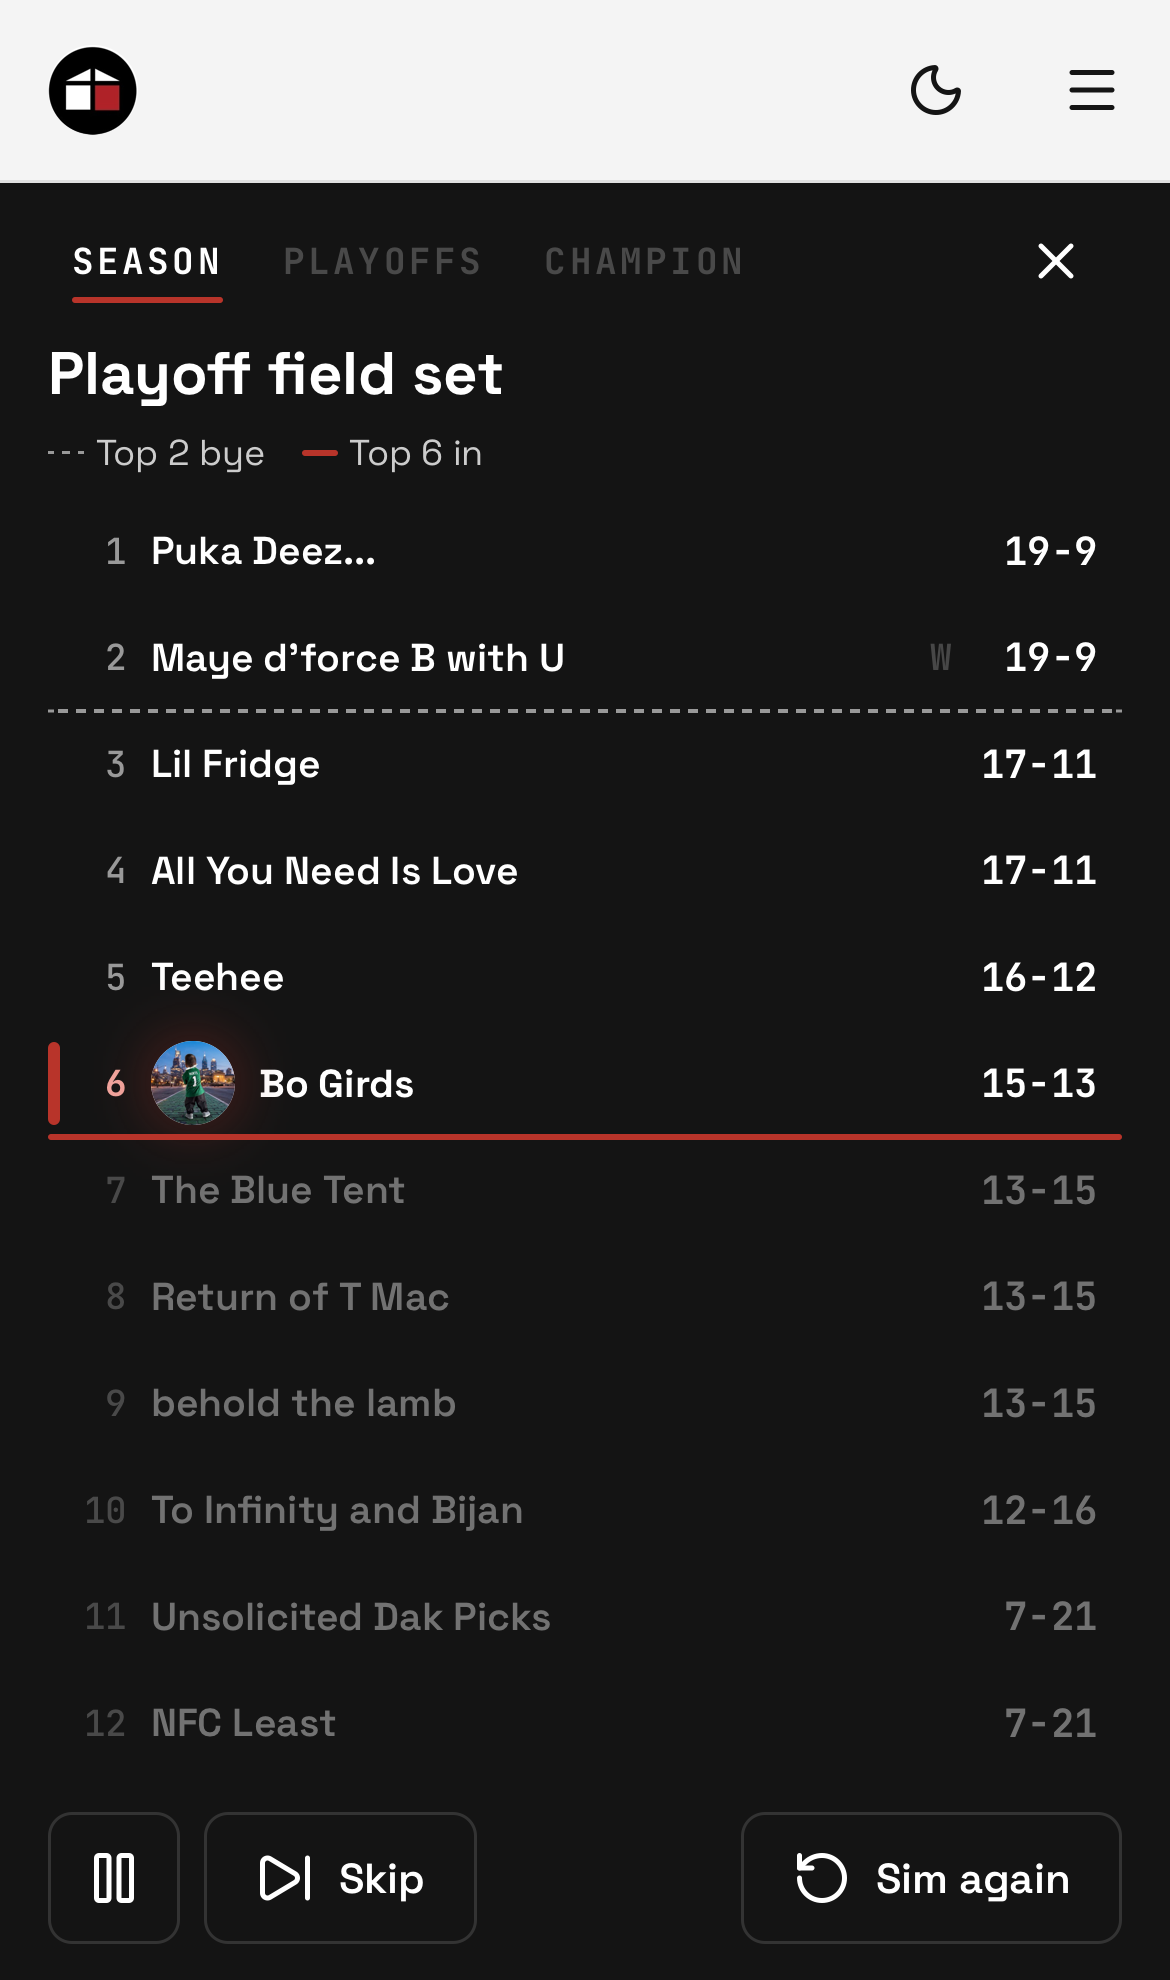 SEASON PLAYOFFS CHAMPION
Playoff field set
Top 2 bye Top 6 in
1 Puka Deez... 19-9
2 Maye d'force B with U W 19-9
3 Lil Fridge 17-11
4 All You Need Is Love 17-11
5 Teehee 16-12
6 Bo Girds 15-13
7 The Blue Tent 13-15
8 Return of T Mac 13-15
9 behold the lamb 13-15
10 To Infinity and Bijan 12-16
11 Unsolicited Dak Picks 7-21
12 NFC Least 7-21
Skip Sim again